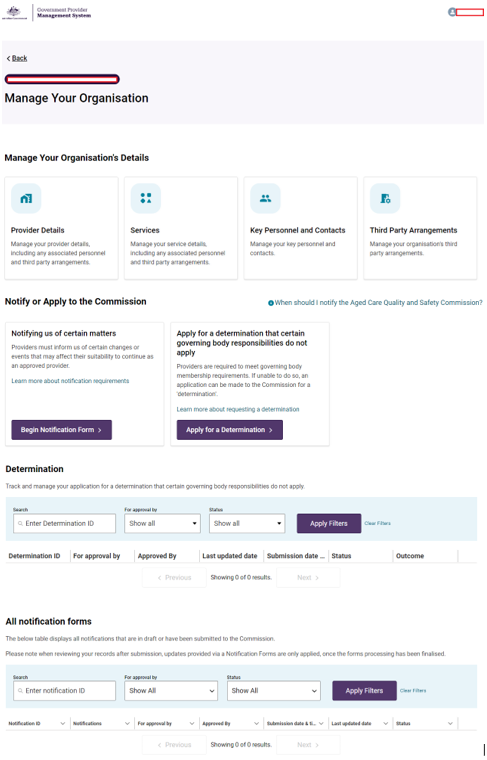 Government Provider
Management System
Back
Manage Your Organisation
Manage Your Organisation's Details
Provider Details
Manage your provider details,
including any associated personnel
and third party arrangements.
Services
Manage your service details,
including any associated personnel
and third party arrangements.
Key Personnel and Contacts
Manage your key personnel and
contacts.
Third Party Arrangements
Manage your organisation's third
party arrangements.
Notify or Apply to the Commission
When should I notify the Aged Care Quality and Safety Commission?
Notifying us of certain matters
Providers must inform us of certain changes or
events that may affect their suitability to continue as
an approved provider.
Learn more about notification requirements
Begin Notification Form
Apply for a determination that certain
governing body responsibilities do not
apply
Providers are required to meet governing body
membership requirements. If unable to do so, an
application can be made to the Commission for a
'determination'.
Learn more about requesting a determination
Apply for a Determination
Determination
Track and manage your application for a determination that certain governing body responsibilities do not apply.
Search For approval by Status
Enter Determination ID Show all Show all Apply Filters Clear Filters
Determination ID For approval by Approved By Last updated date Submission date ... Status Outcome
Previous Showing 0 of 0 results. Next
All notification forms
The below table displays all notifications that are in draft or have been submitted to the Commission.
Please note when reviewing your records after submission, updates provided via a Notification Forms are only applied, once the forms processing has been finalised.
Search For approval by Status
Enter notification ID Show All Show All Apply Filters Clear Filters
Notification ID Notifications For approval by Approved By Submission date & S... Last updated date Status
Previous Showing 0 of 0 results. Next